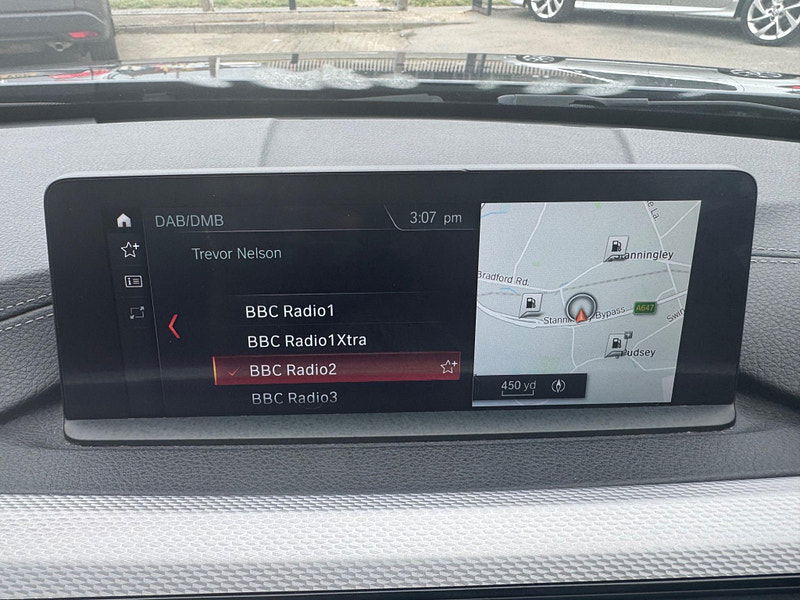 DAB/DMB
3:07 pm
Trevor Nelson
BBC Radio1
BBC Radio1Xtra
BBC Radio2
BBC Radio3
Bradford Rd.
A647
Bypass
450 yd